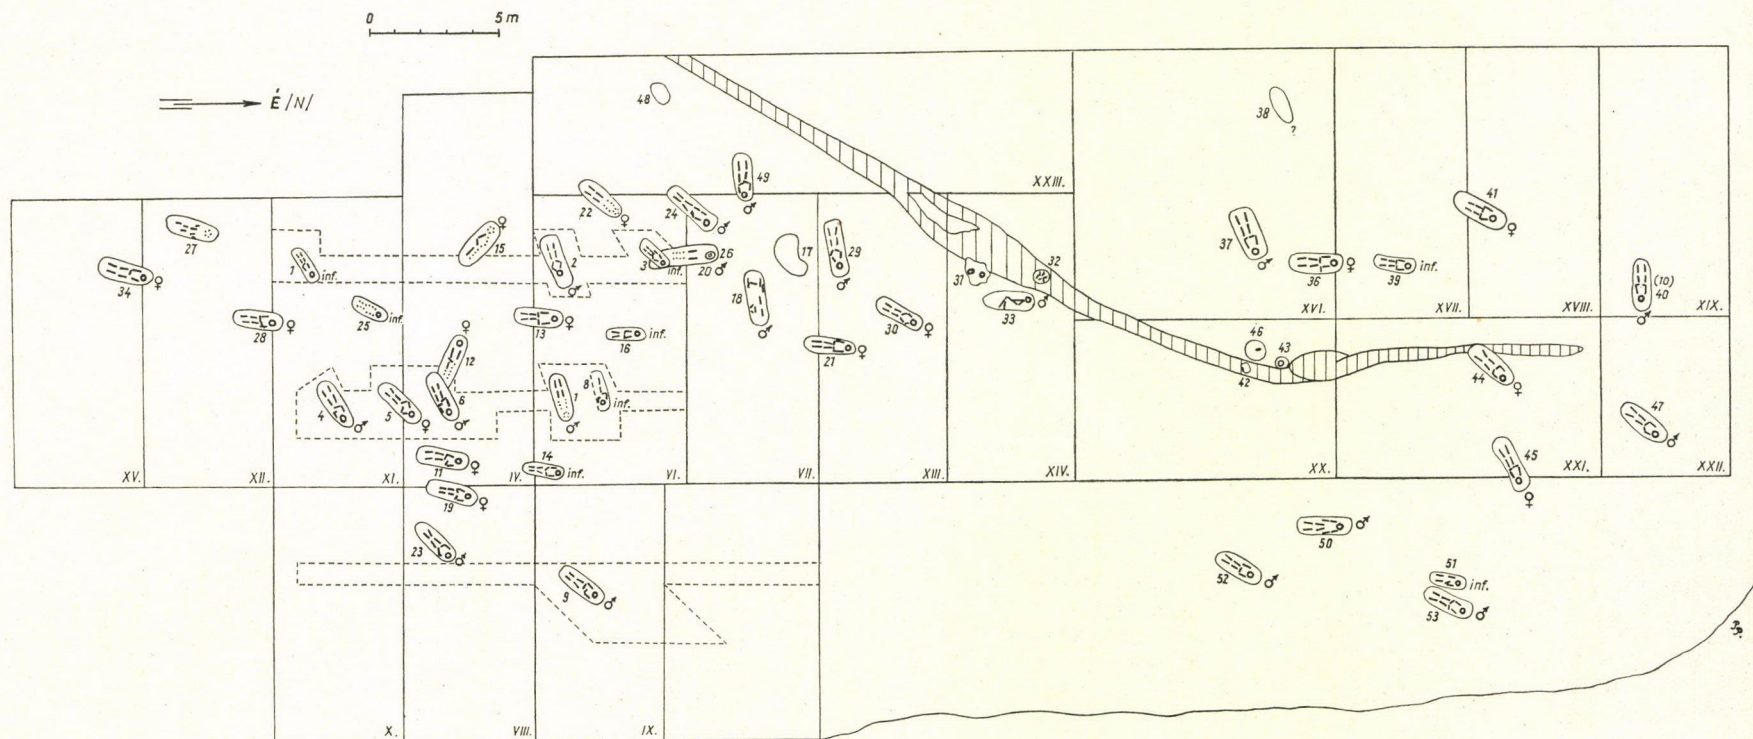 0 5 m
É /N/
48
38
?
49
♂
XXIII.
41
♀
22
♀
24
♂
27
15
♀
34
♀
1
inf.
2
♂
3
inf.
20
26
♂
17
29
♂
37
♂
36
♀
39
inf.
31
32
33
♂
(10)
40
♂
18
♂
28
♀
25
inf.
13
♀
16
inf.
30
♀
21
♀
XVI.
XVII.
XVIII.
XIX.
12
♀
46
43
42
44
♀
4
♂
5
♀
6
♂
1
♂
8
inf.
47
♂
11
♀
14
inf.
45
♀
XV.
XII.
XI.
IV.
VI.
VII.
XIII.
XIV.
XX.
XXI.
XXII.
19
♀
23
♂
9
♂
50
♂
52
♂
51
inf.
53
♂
X.
VIII.
IX.